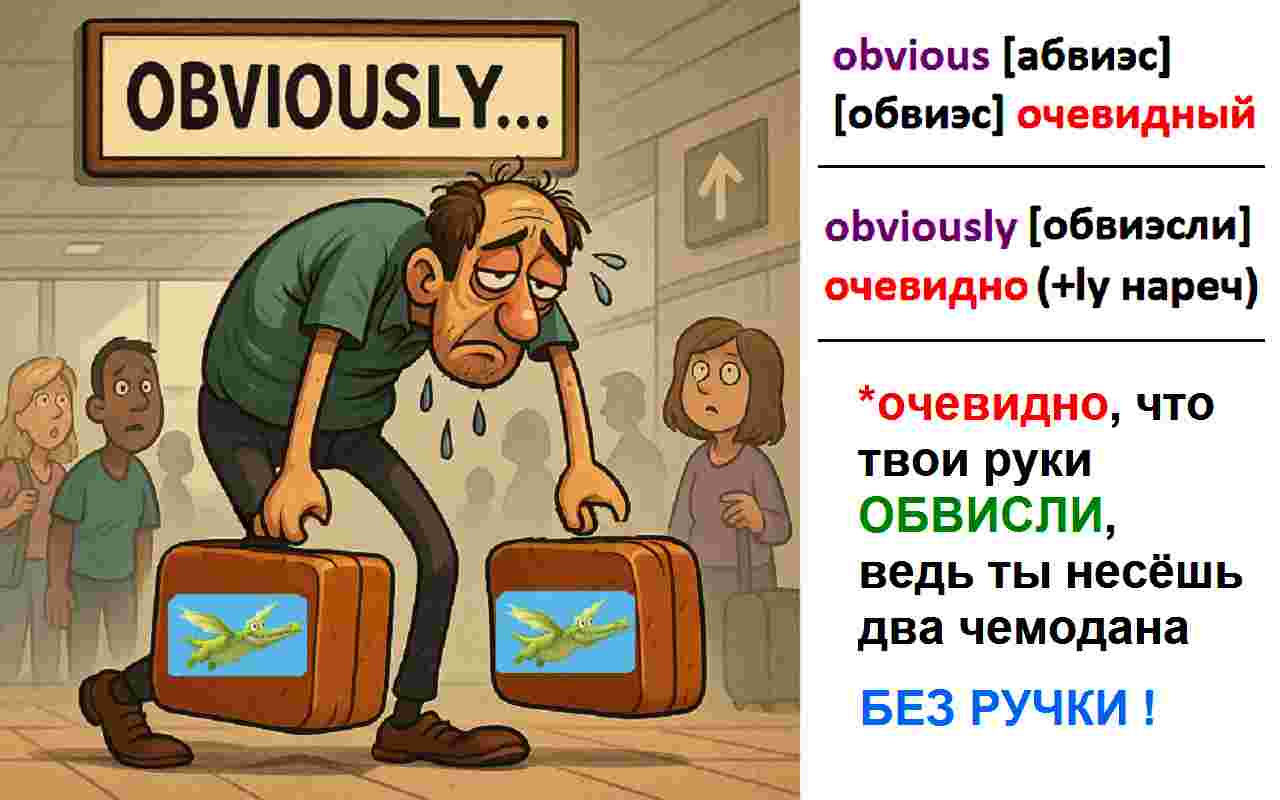 OBVIOUSLY...
obvious [абвиэс]
[обвиэс] очевидный
obviously [обвиэсли]
очевидно (+ly нареч)
*очевидно, что
твои руки
ОБВИСЛИ,
ведь ты несёшь
два чемодана
БЕЗ РУЧКИ !